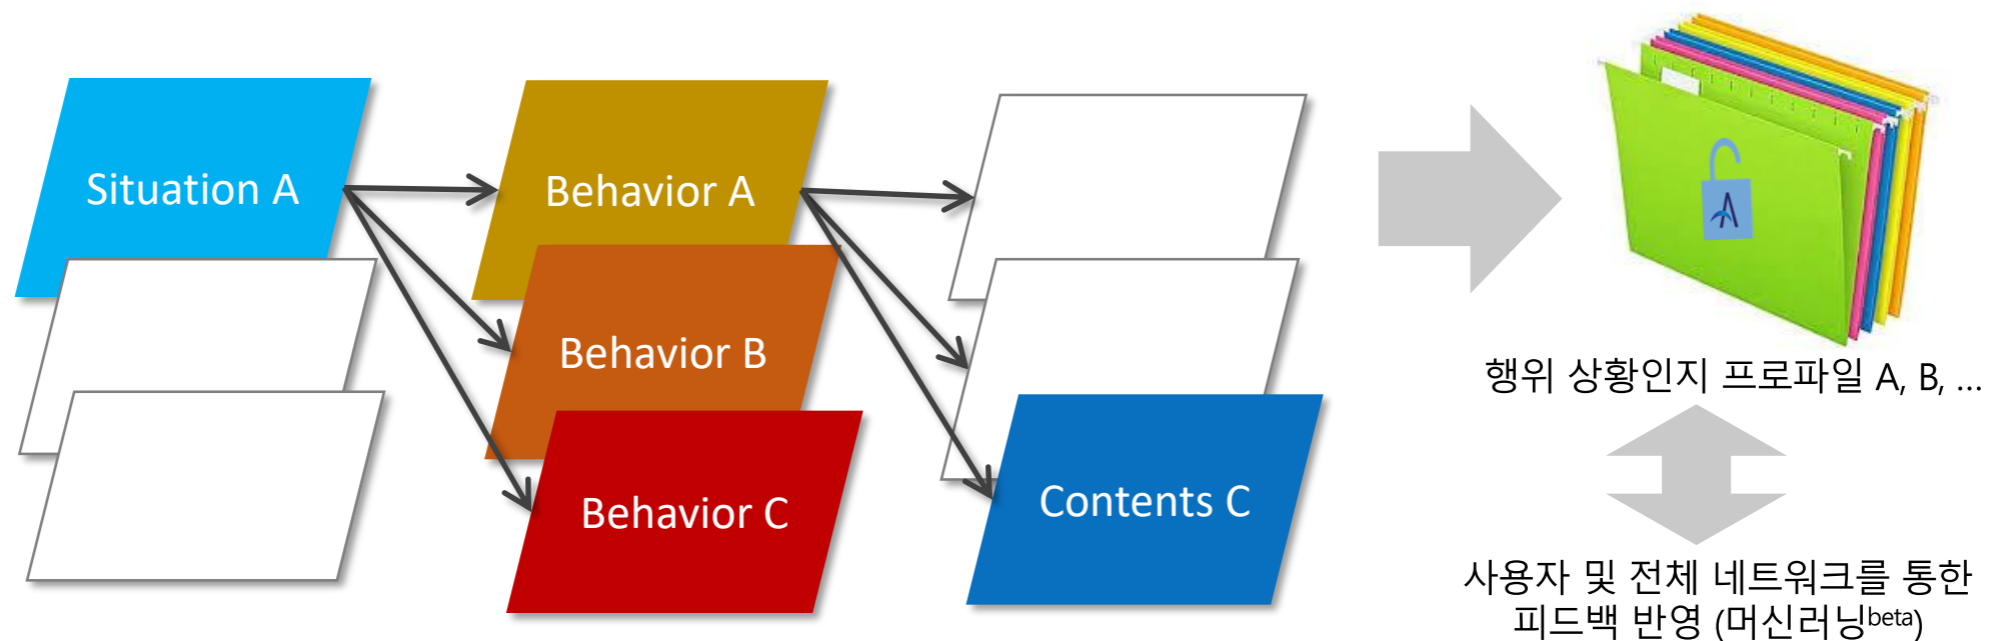 Situation A
Behavior A
Behavior B
Behavior C
Contents C
A
행위 상황인지 프로파일 A, B, ...
사용자 및 전체 네트워크를 통한
피드백 반영 (머신러닝beta)